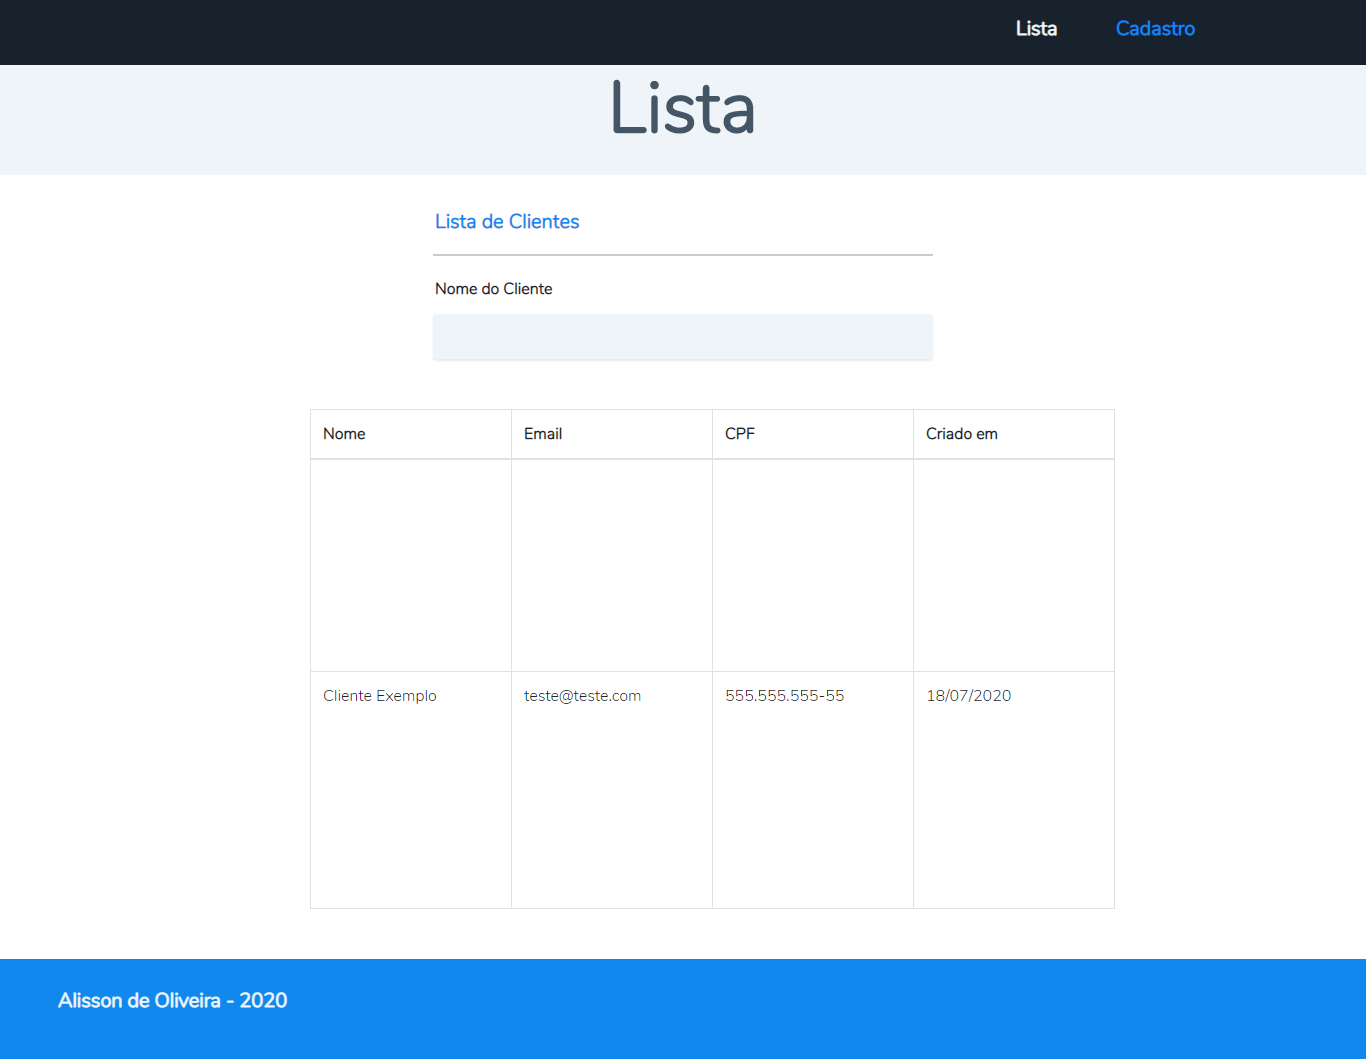 Lista Cadastro
Lista
Lista de Clientes
Nome do Cliente
Nome Email CPF Criado em
Cliente Exemplo teste@teste.com 555.555.555-55 18/07/2020
Alisson de Oliveira - 2020